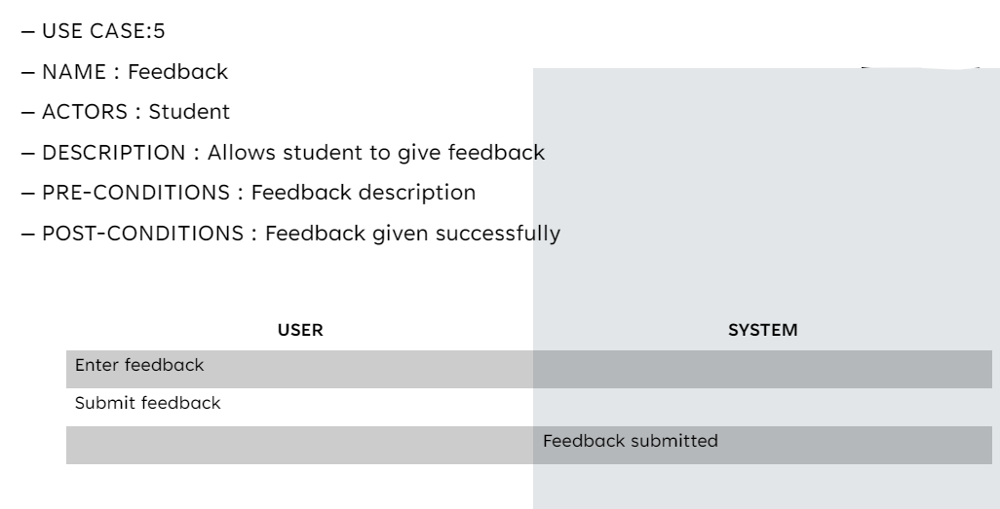 – USE CASE:5
– NAME : Feedback
– ACTORS : Student
– DESCRIPTION : Allows student to give feedback
– PRE-CONDITIONS : Feedback description
– POST-CONDITIONS : Feedback given successfully
USER SYSTEM
Enter feedback
Submit feedback
Feedback submitted